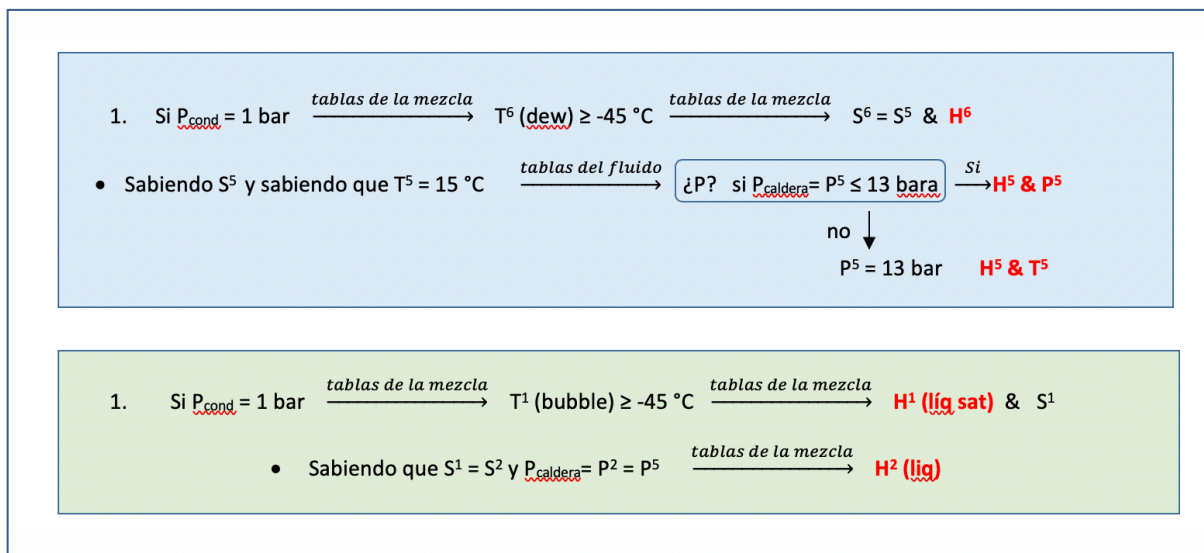 tablas de la mezcla tablas de la mezcla
1. Si Pcond = 1 bar T⁶ (dew) ≥ -45 °C S⁶ = S⁵ & H⁶
tablas del fluido Si
• Sabiendo S⁵ y sabiendo que T⁵ = 15 °C ¿P? si Pcaldera= P⁵ ≤ 13 bara H⁵ & P⁵
no
P⁵ = 13 bar H⁵ & T⁵
tablas de la mezcla tablas de la mezcla
1. Si Pcond = 1 bar T¹ (bubble) ≥ -45 °C H¹ (líq sat) & S¹
tablas de la mezcla
• Sabiendo que S¹ = S² y Pcaldera= P² = P⁵ H² (liq)